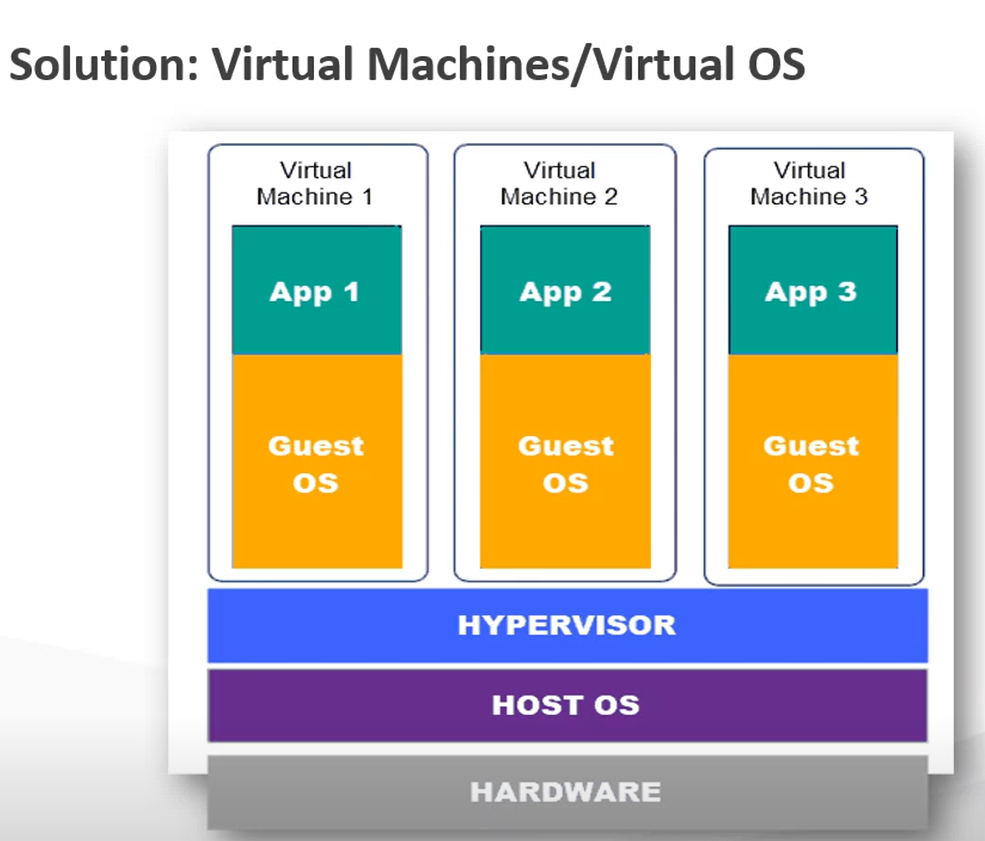 Solution: Virtual Machines/Virtual OS
Virtual
Machine 1
Virtual
Machine 2
Virtual
Machine 3
App 1
App 2
App 3
Guest
OS
Guest
OS
Guest
OS
HYPERVISOR
HOST OS
HARDWARE